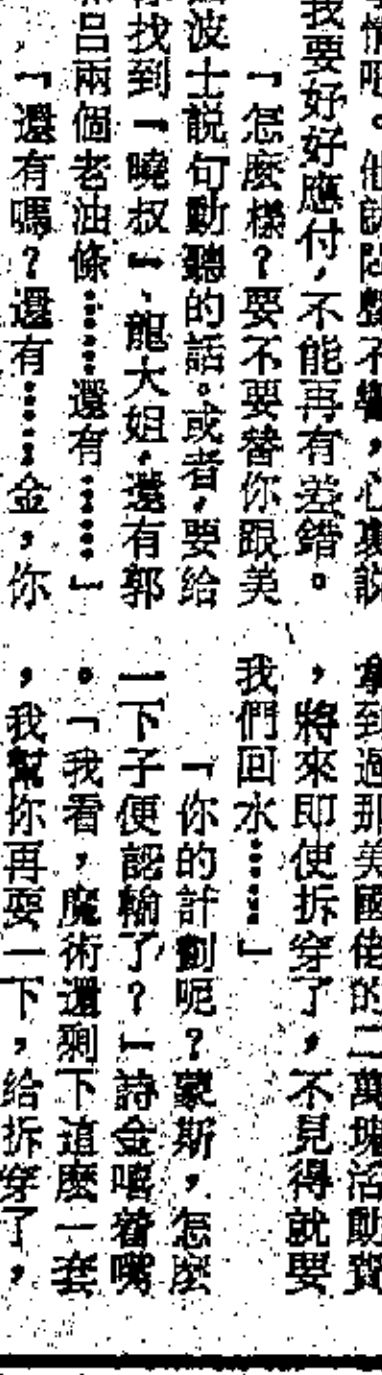 情吧。他悶聲不響，心裏說
我要好好應付，不能再有差錯。
「怎麼樣？要不要替你跟美
波士説句動聽的話。或者，要給
找到「曉叔」、龍大姐，還有郭
呂兩個老油條……還有……」
「還有嗎？還有……金，你
拿到過那美國佬的二萬塊活動費
，將來即使拆穿了，不見得就要
我們回水……」
「你的計劃呢？蒙斯，怎麼
一下子便認輸了？」詩金嘻着嘴
。「我看，魔術還剩下這麼一套
，我幫你再耍一下，給拆穿了，